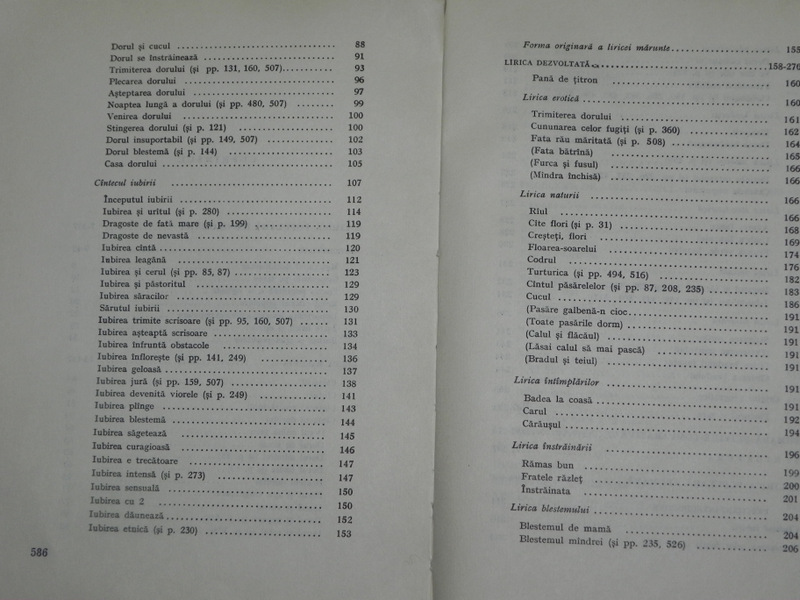 Dorul și cucul 88
Dorul se înstrăinează 91
Trimiterea dorului (și pp. 131, 160, 507) 93
Plecarea dorului 96
Așteptarea dorului 97
Noaptea lungă a dorului (și pp. 480, 507) 99
Venirea dorului 100
Stingerea dorului (și p. 121) 100
Dorul insuportabil (și pp. 149, 507) 102
Dorul blestemă (și p. 144) 103
Casa dorului 105
Cîntecul iubirii 107
Începutul iubirii 112
Iubirea și urîtul (și p. 280) 114
Dragoste de fată mare (și p. 199) 119
Dragoste de nevastă 119
Iubirea cîntă 120
Iubirea leagănă 121
Iubirea și cerul (și pp. 85, 87) 123
Iubirea și păstoritul 129
Iubirea săracilor 129
Sărutul iubirii 130
Iubirea trimite scrisoare (și pp. 95, 160, 507) 131
Iubirea așteaptă scrisoare 133
Iubirea înfruntă obstacole 134
Iubirea înflorește (și pp. 141, 249) 136
Iubirea geloasă 137
Iubirea jură (și pp. 159, 507) 138
Iubirea devenită viorele (și p. 249) 141
Iubirea plînge 143
Iubirea blestemă 144
Iubirea săgetează 145
Iubirea curagioasă 146
Iubirea e trecătoare 147
Iubirea intensă (și p. 273) 147
Iubirea sensuală 150
Iubirea cu 2 150
Iubirea dăunează 152
Iubirea etnică (și p. 230) 153
586
Forma originară a liricei mărunte 155
LIRICA DEZVOLTATĂ 158-276
Pană de țitron 160
Lirica erotică 160
Trimiterea dorului 161
Cununarea celor fugiți (și p. 360) 162
Fata rău măritată (și p. 508) 164
(Fata bătrînă) 165
(Furca și fusul) 166
(Mîndra închisă) 166
Lirica naturii 166
Rîul 166
Cîte flori (și p. 31) 168
Creșteți, flori 169
Floarea-soarelui 174
Codrul 176
Turturica (și pp. 494, 516) 182
Cîntul păsărelelor (și pp. 87, 208, 235) 183
Cucul 186
(Pasăre galbenă-n cioc 191
(Toate pasările dorm) 191
(Calul și flăcăul) 191
(Lăsai calul să mai pască) 191
(Bradul și teiul) 191
Lirica întîmplărilor 191
Badea la coasă 191
Carul 192
Cărăușul 194
Lirica înstrăinării 196
Rămas bun 199
Fratele răzleț 200
Înstrăinata 201
Lirica blestemului 204
Blestemul de mamă 204
Blestemul mîndrei (și pp. 235, 526) 206